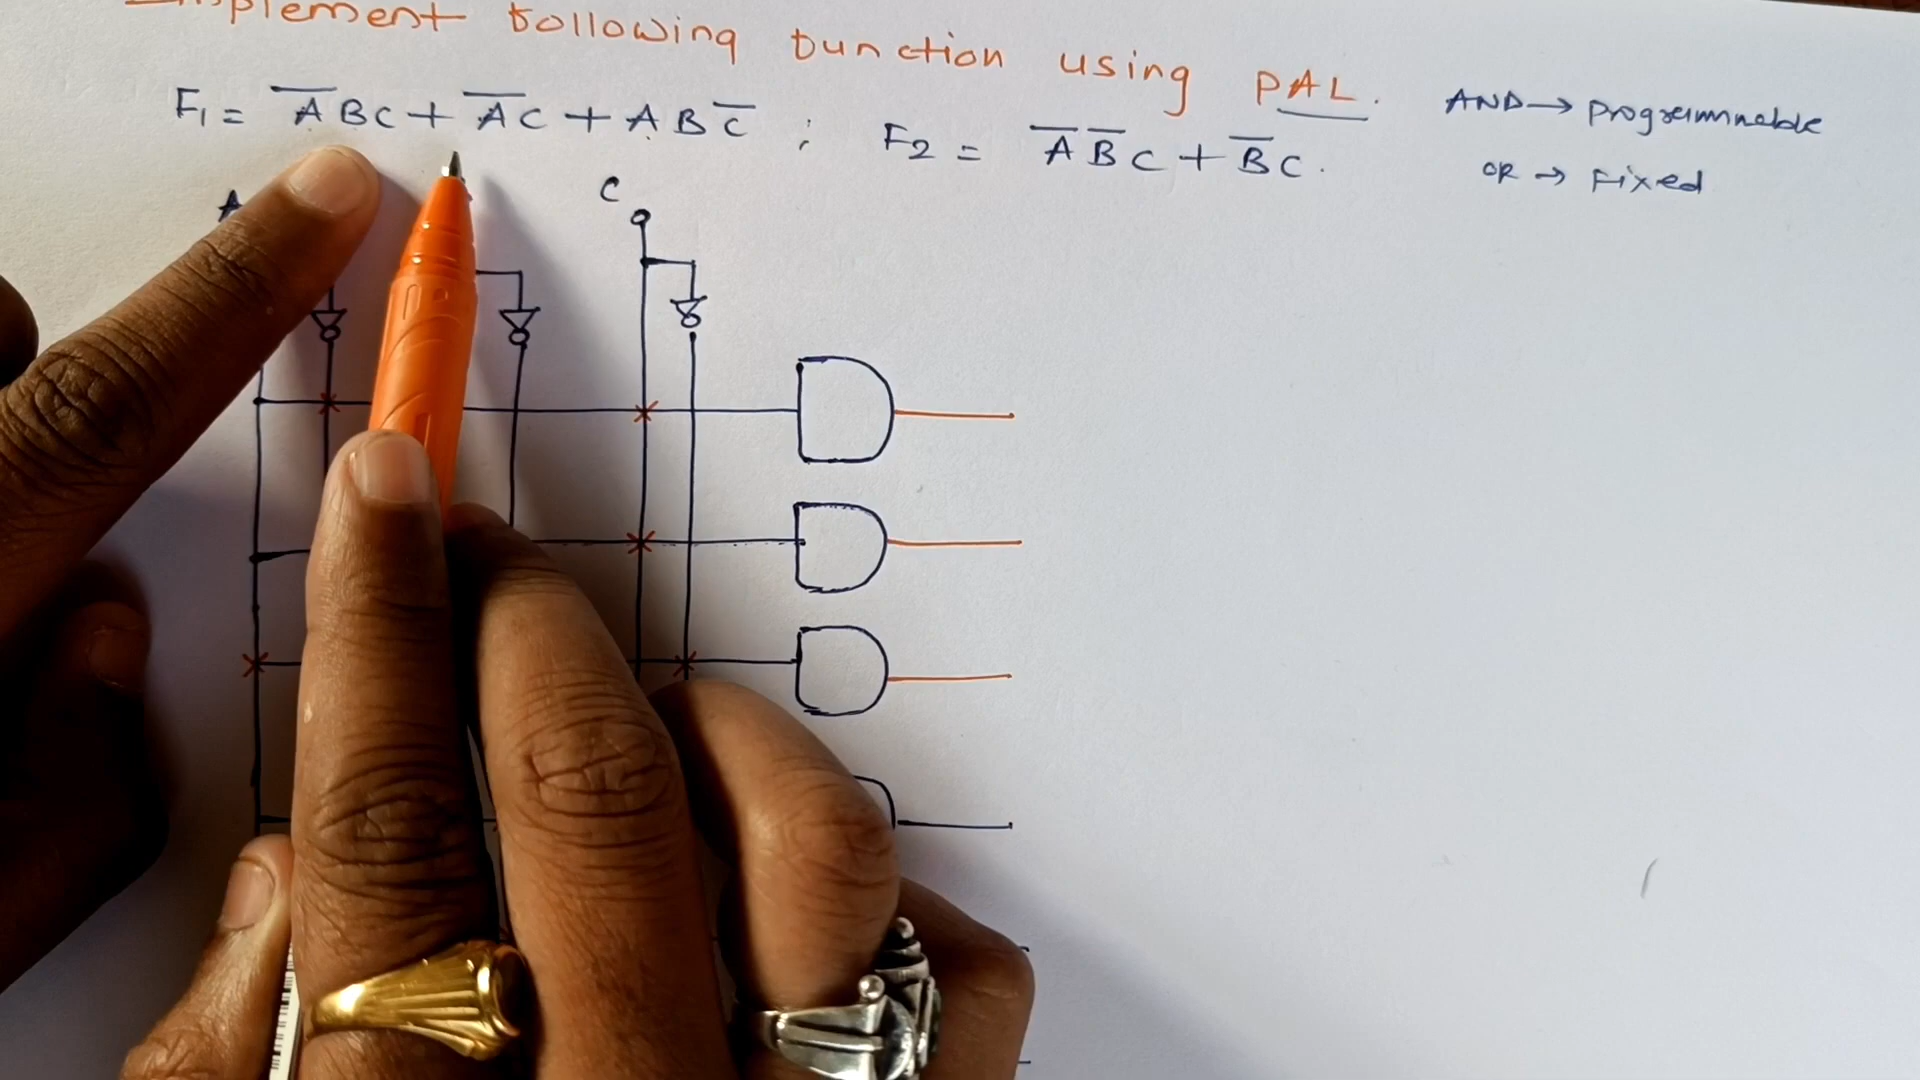 Implement following function using PAL.
F1 = A̅BC + A̅C + ABC̅ ; F2 = A̅B̅C + B̅C.
AND → programmable
OR → Fixed
A
C